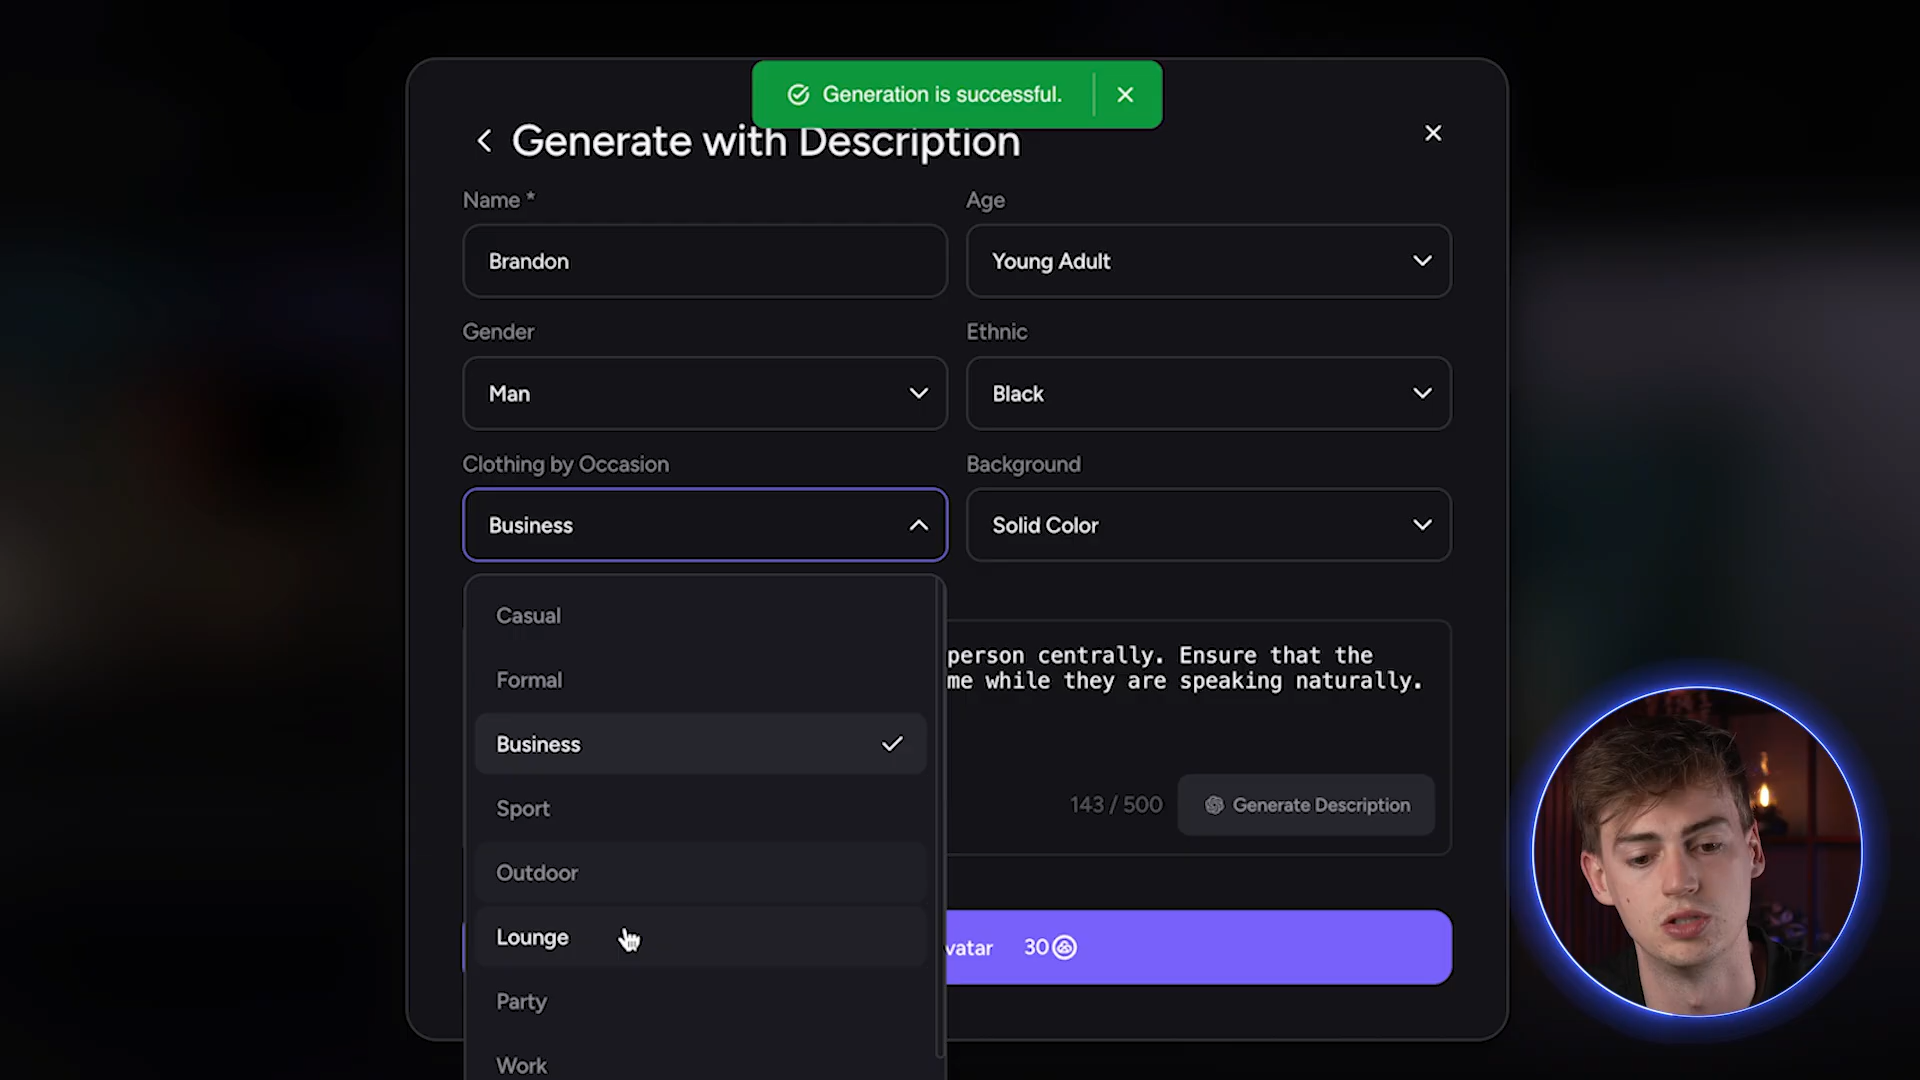 Generation is successful.
Generate with Description
Name *
Age
Brandon
Young Adult
Gender
Ethnic
Man
Black
Clothing by Occasion
Background
Business
Solid Color
Casual
Formal
Business
Sport
Outdoor
Lounge
Party
Work
person centrally. Ensure that the
me while they are speaking naturally.
143 / 500
Generate Description
vatar 30